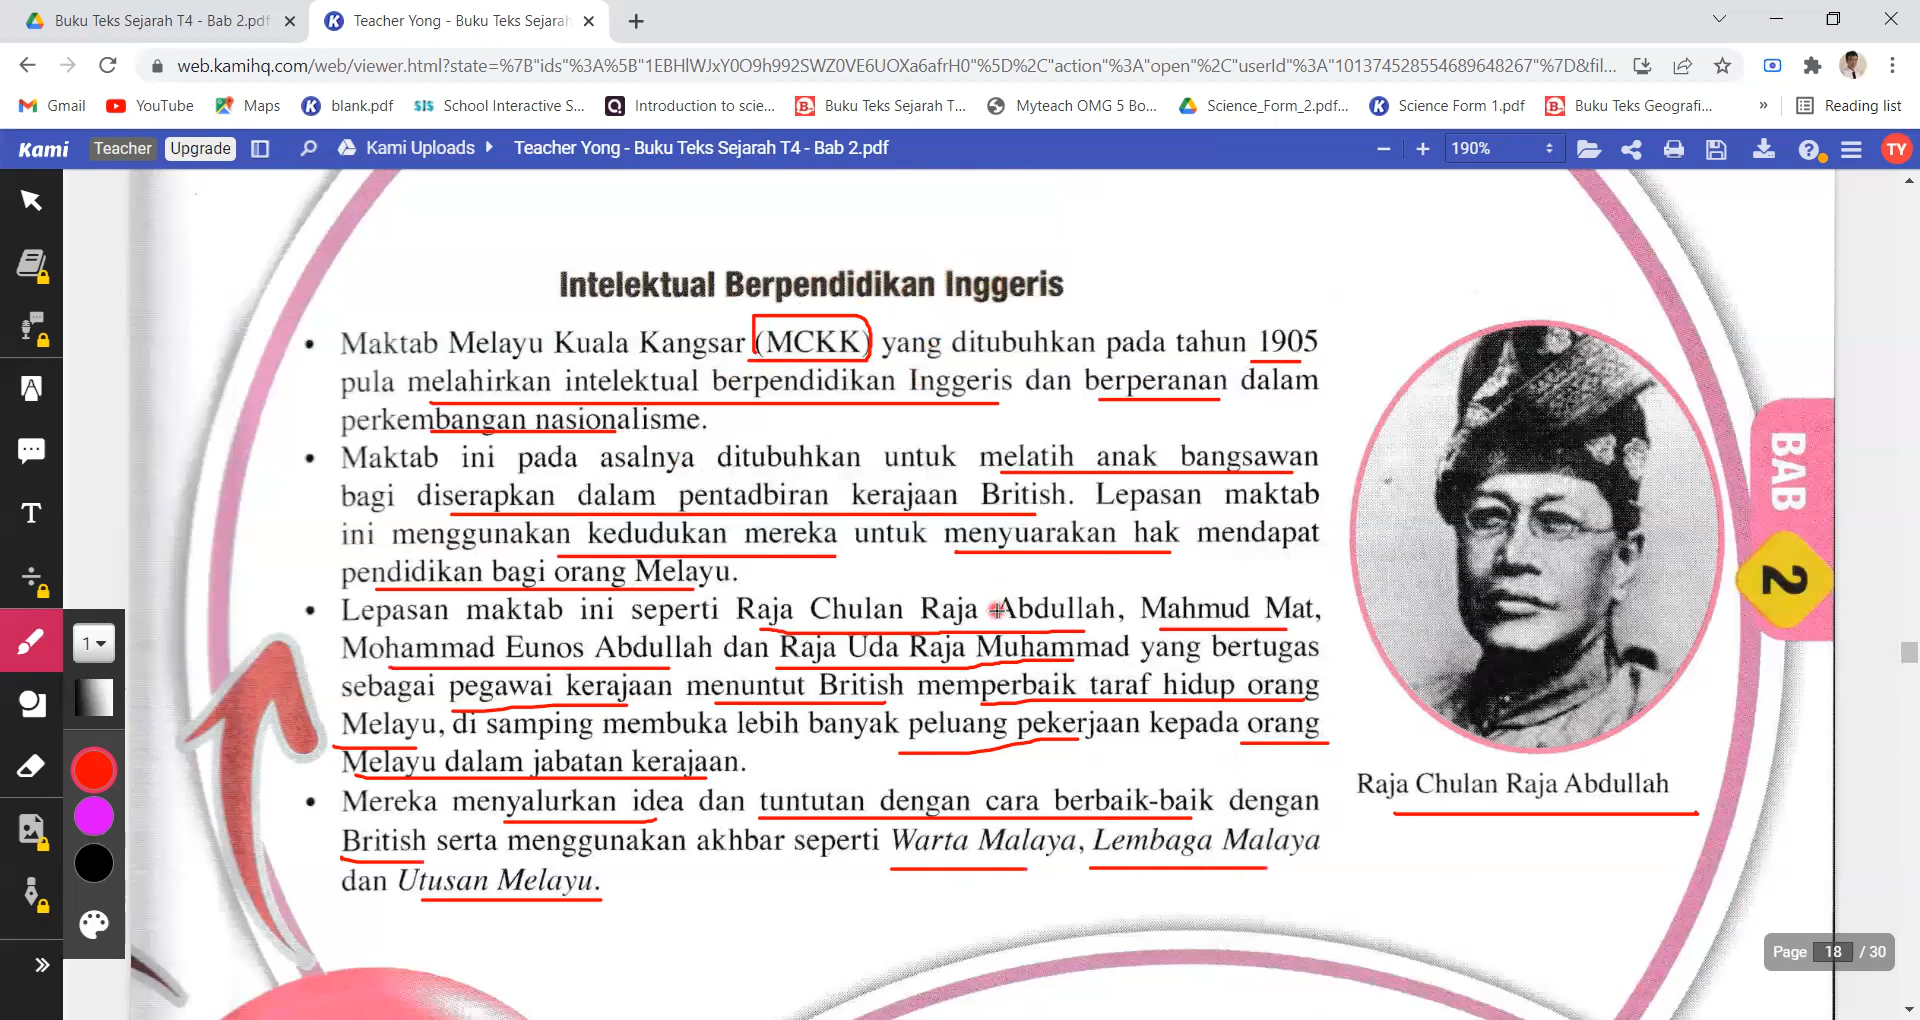 Buku Teks Sejarah T4 - Bab 2.pdf
Teacher Yong - Buku Teks Sejarah
web.kamihq.com/web/viewer.html?state=%7B"ids"%3A%5B"1EBHlWJxY0O9h992SWZ0VE6UOXa6afrH0"%5D%2C"action"%3A"open"%2C"userId"%3A"101374528554689648267"%7D&fil...
Gmail
YouTube
Maps
blank.pdf
SIS School Interactive S...
Introduction to scie...
Buku Teks Sejarah T...
Myteach OMG 5 Bo...
Science_Form_2.pdf...
Science Form 1.pdf
Buku Teks Geografi...
»
Reading list
Kami
Teacher
Upgrade
Kami Uploads
Teacher Yong - Buku Teks Sejarah T4 - Bab 2.pdf
190%
TY
Intelektual Berpendidikan Inggeris
• Maktab Melayu Kuala Kangsar (MCKK) yang ditubuhkan pada tahun 1905
pula melahirkan intelektual berpendidikan Inggeris dan berperanan dalam
perkembangan nasionalisme.
• Maktab ini pada asalnya ditubuhkan untuk melatih anak bangsawan
bagi diserapkan dalam pentadbiran kerajaan British. Lepasan maktab
ini menggunakan kedudukan mereka untuk menyuarakan hak mendapat
pendidikan bagi orang Melayu.
• Lepasan maktab ini seperti Raja Chulan Raja Abdullah, Mahmud Mat,
Mohammad Eunos Abdullah dan Raja Uda Raja Muhammad yang bertugas
sebagai pegawai kerajaan menuntut British memperbaik taraf hidup orang
Melayu, di samping membuka lebih banyak peluang pekerjaan kepada orang
Melayu dalam jabatan kerajaan.
• Mereka menyalurkan idea dan tuntutan dengan cara berbaik-baik dengan
British serta menggunakan akhbar seperti Warta Malaya, Lembaga Malaya
dan Utusan Melayu.
Raja Chulan Raja Abdullah
BAB
2
1
T
Page 18 / 30